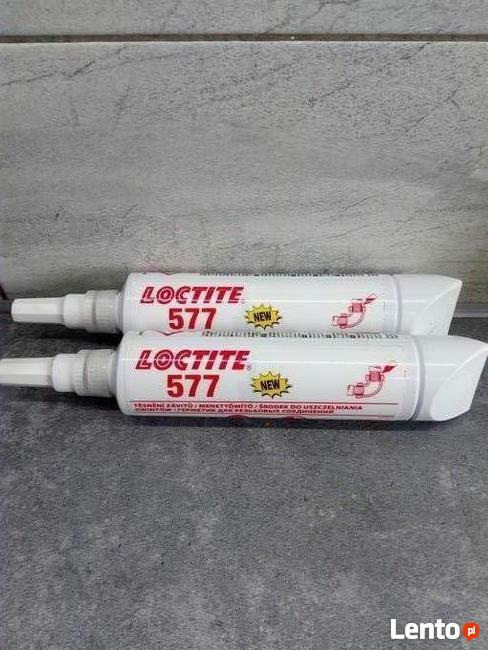 LOCTITE
577
NEW
LOCTITE®
577
NEW
TĚSNĚNÍ ZÁVITŮ / MENETTÖMÍTŐ / ŚRODEK DO USZCZELNIANIA
GWINTÓW / ГЕРМЕТИК ДЛЯ РЕЗЬБОВЫХ СОЕДИНЕНИЙ
Lento pl